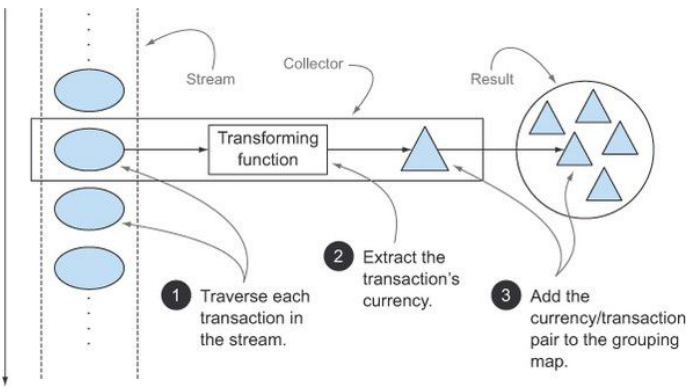 Stream
Collector
Result
Transforming
function
1 Traverse each
transaction in
the stream.
2 Extract the
transaction’s
currency.
3 Add the
currency/transaction
pair to the grouping
map.